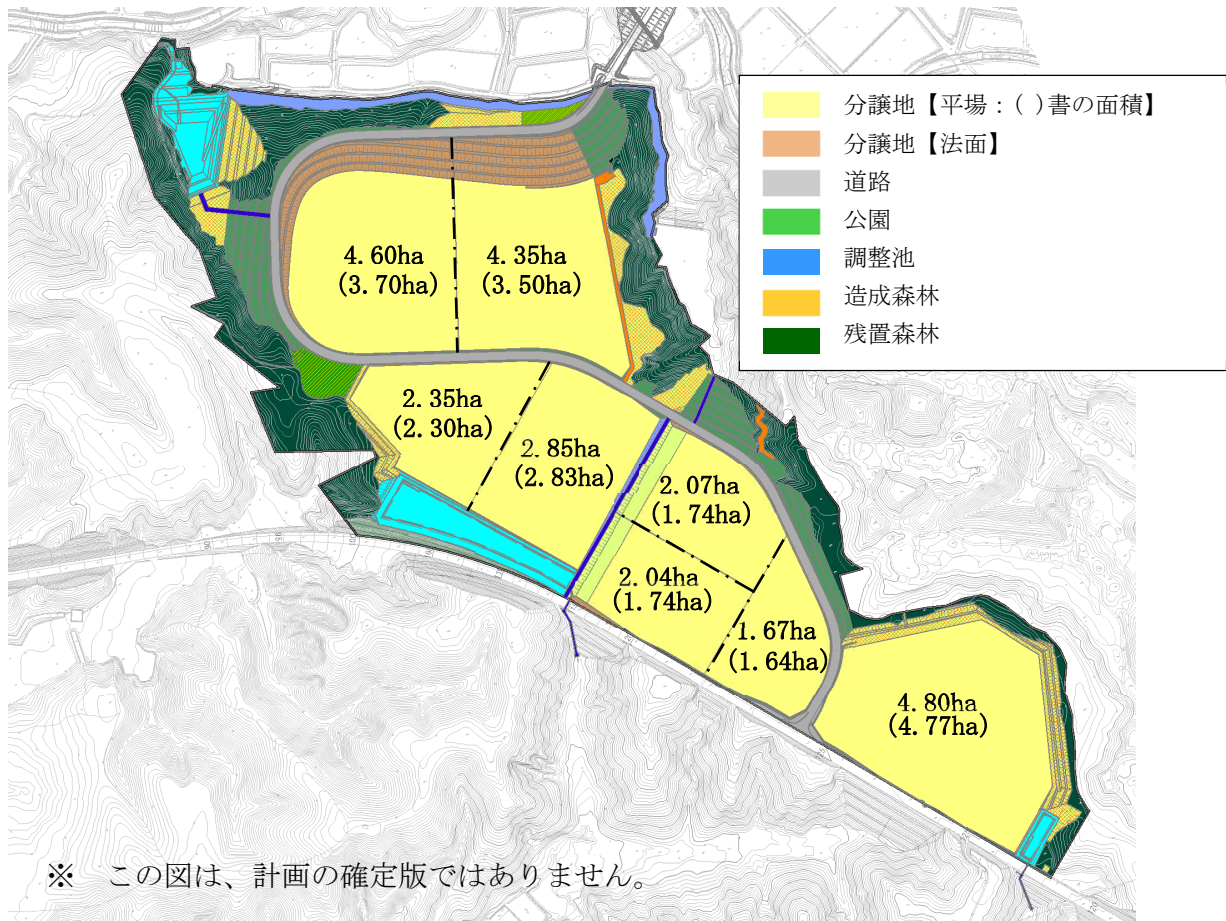 分譲地【平場：( )書の面積】
分譲地【法面】
道路
公園
調整池
造成森林
残置森林
4.60ha
(3.70ha)
4.35ha
(3.50ha)
2.35ha
(2.30ha)
2.85ha
(2.83ha)
2.07ha
(1.74ha)
2.04ha
(1.74ha)
1.67ha
(1.64ha)
4.80ha
(4.77ha)
※　この図は、計画の確定版ではありません。